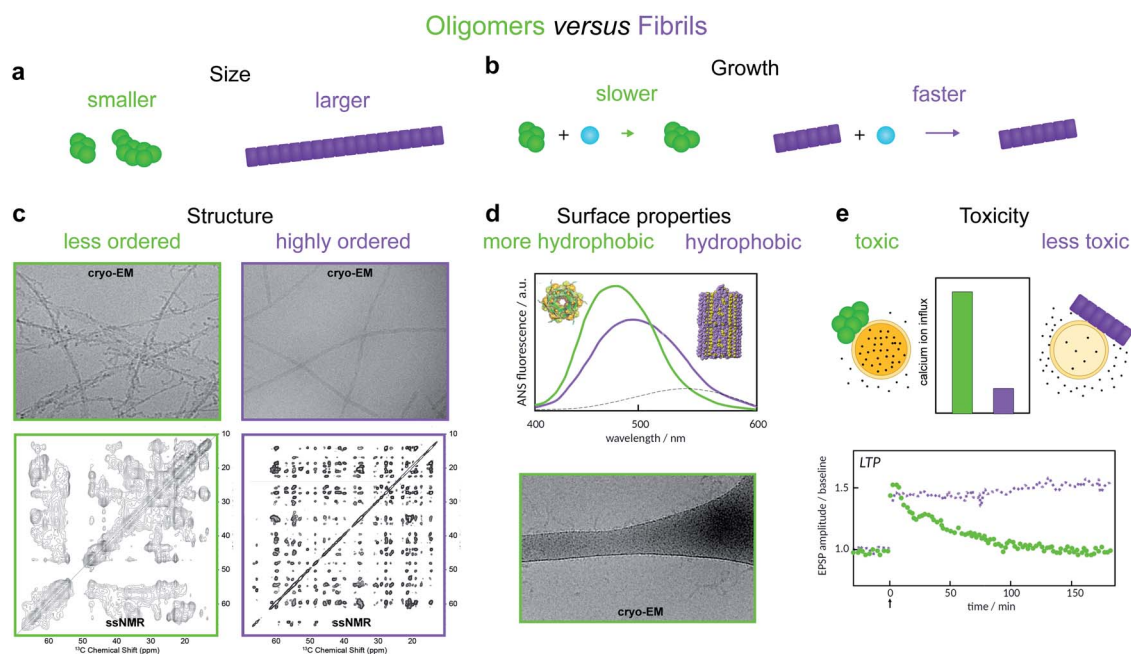 Oligomers versus Fibrils
a
Size
smaller
larger
b
Growth
slower
faster
+
+
c
Structure
less ordered
highly ordered
cryo-EM
cryo-EM
10
20
30
40
50
60
ssNMR
60 50 40 30 20
¹³C Chemical Shift (ppm)
10
20
30
40
50
60
ssNMR
60 50 40 30 20
¹³C Chemical Shift (ppm)
d
Surface properties
more hydrophobic
hydrophobic
ANS fluorescence / a.u.
400 500 600
wavelength / nm
cryo-EM
e
Toxicity
toxic
less toxic
calcium ion influx
LTP
EPSP amplitude / baseline
1.5
1.0
0 50 100 150
time / min